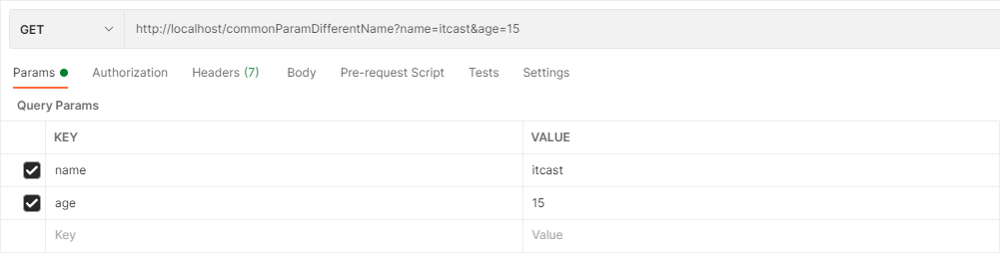 GET http://localhost/commonParamDifferentName?name=itcast&age=15
Params Authorization Headers (7) Body Pre-request Script Tests Settings
Query Params
KEY VALUE
name itcast
age 15
Key Value